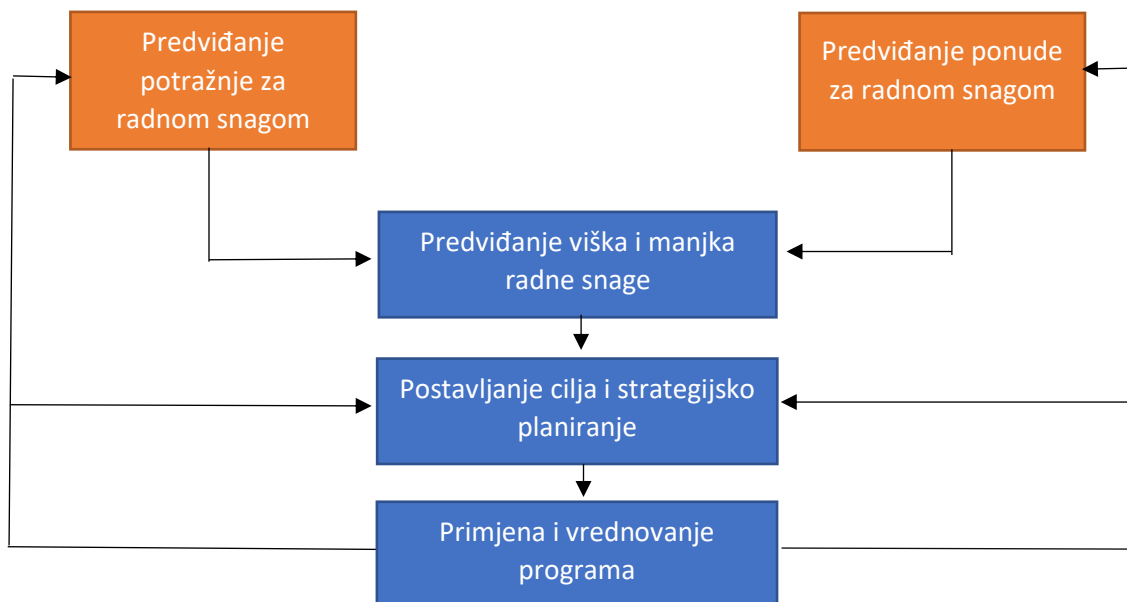 Predviđanje
potražnje za
radnom snagom
Predviđanje ponude
za radnom snagom
Predviđanje viška i manjka
radne snage
Postavljanje cilja i strategijsko
planiranje
Primjena i vrednovanje
programa